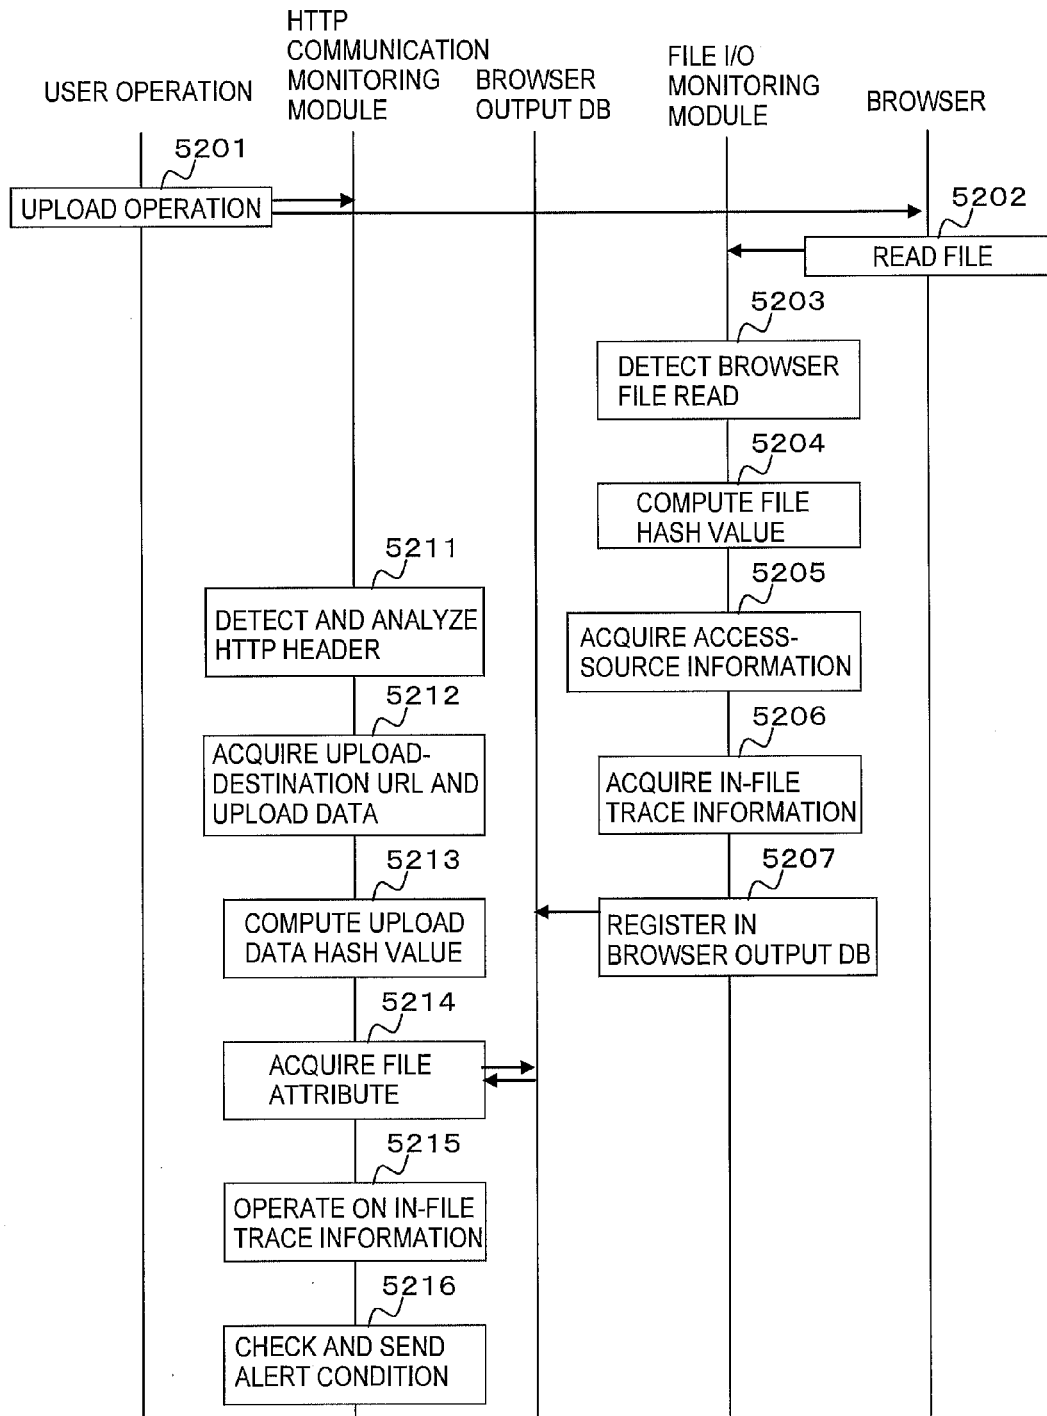 HTTP
COMMUNICATION
MONITORING
MODULE
USER OPERATION
BROWSER
OUTPUT DB
FILE I/O
MONITORING
MODULE
BROWSER
5201
UPLOAD OPERATION
5202
READ FILE
5203
DETECT BROWSER
FILE READ
5204
COMPUTE FILE
HASH VALUE
5211
DETECT AND ANALYZE
HTTP HEADER
5205
ACQUIRE ACCESS-
SOURCE INFORMATION
5212
ACQUIRE UPLOAD-
DESTINATION URL AND
UPLOAD DATA
5206
ACQUIRE IN-FILE
TRACE INFORMATION
5213
COMPUTE UPLOAD
DATA HASH VALUE
5207
REGISTER IN
BROWSER OUTPUT DB
5214
ACQUIRE FILE
ATTRIBUTE
5215
OPERATE ON IN-FILE
TRACE INFORMATION
5216
CHECK AND SEND
ALERT CONDITION